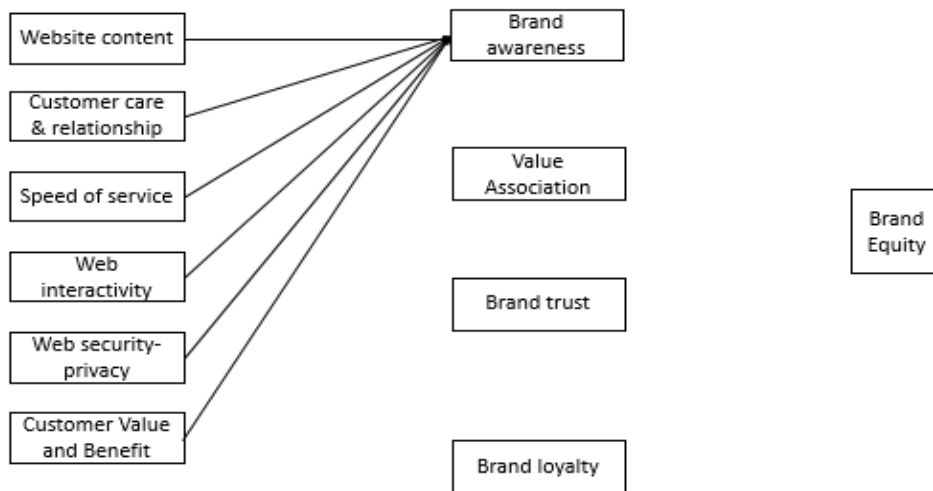 Website content
Customer care
& relationship
Speed of service
Web
interactivity
Web security-
privacy
Customer Value
and Benefit
Brand
awareness
Value
Association
Brand trust
Brand loyalty
Brand
Equity